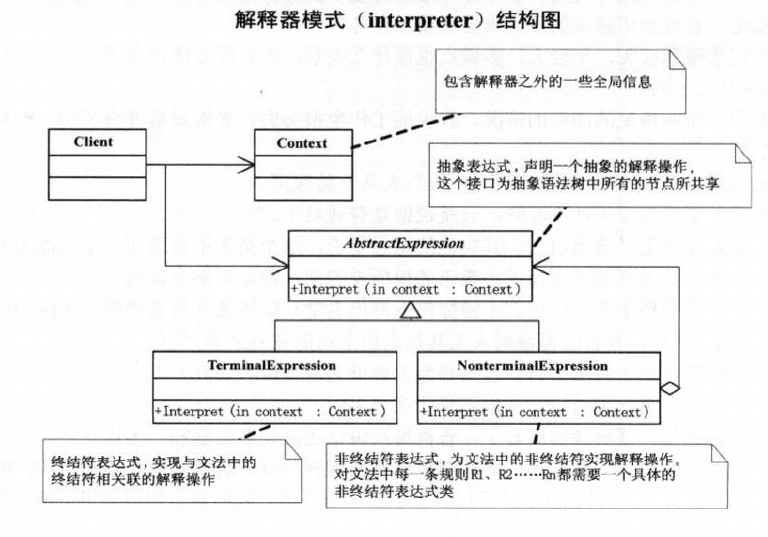 解释器模式（interpreter）结构图
包含解释器之外的一些全局信息
Client
Context
抽象表达式，声明一个抽象的解释操作，
这个接口为抽象语法树中所有的节点所共享
AbstractExpression
+Interpret(in context : Context)
TerminalExpression
+Interpret(in context : Context)
NonterminalExpression
+Interpret(in context : Context)
终结符表达式，实现与文法中的
终结符相关联的解释操作
非终结符表达式，为文法中的非终结符实现解释操作。
对文法中每一条规则R1、R2……Rn都需要一个具体的
非终结符表达式类